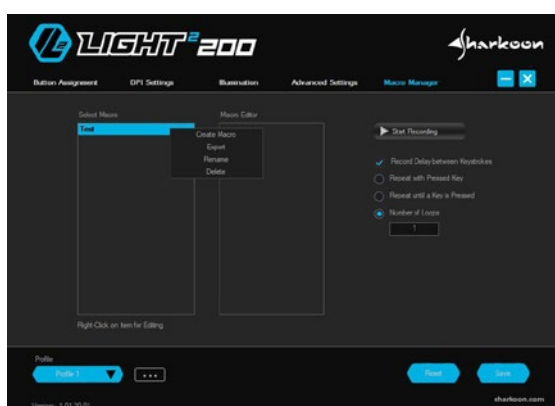 LIGHT² 200
sharkoon
Button Assignment DPI Settings Illumination Advanced Settings Macro Manager
Select Macro Macro Editor
Test
Create Macro
Export
Rename
Delete
Start Recording
Record Delay between Keystrokes
Repeat with Pressed Key
Repeat until a Key is Pressed
Number of Loops
1
Right-Click on Item for Editing
Profile
Profile 1 ... Reset Save
sharkoon.com